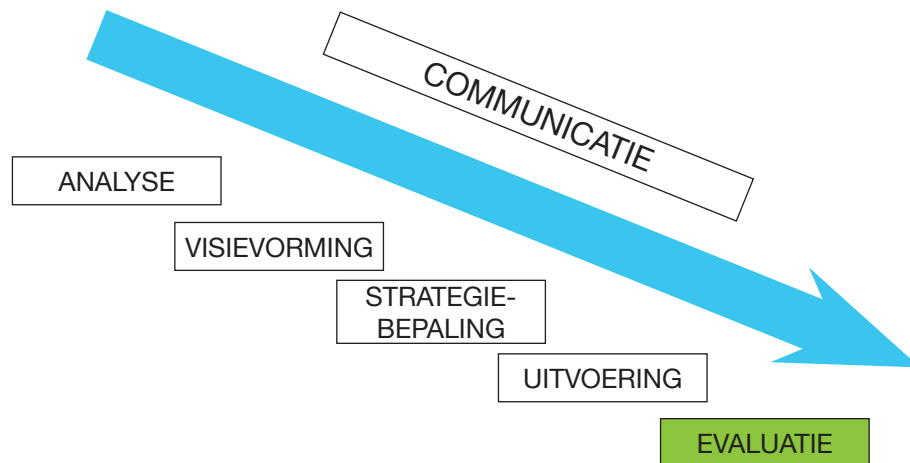 COMMUNICATIE
ANALYSE
VISIEVORMING
STRATEGIE-
BEPALING
UITVOERING
EVALUATIE